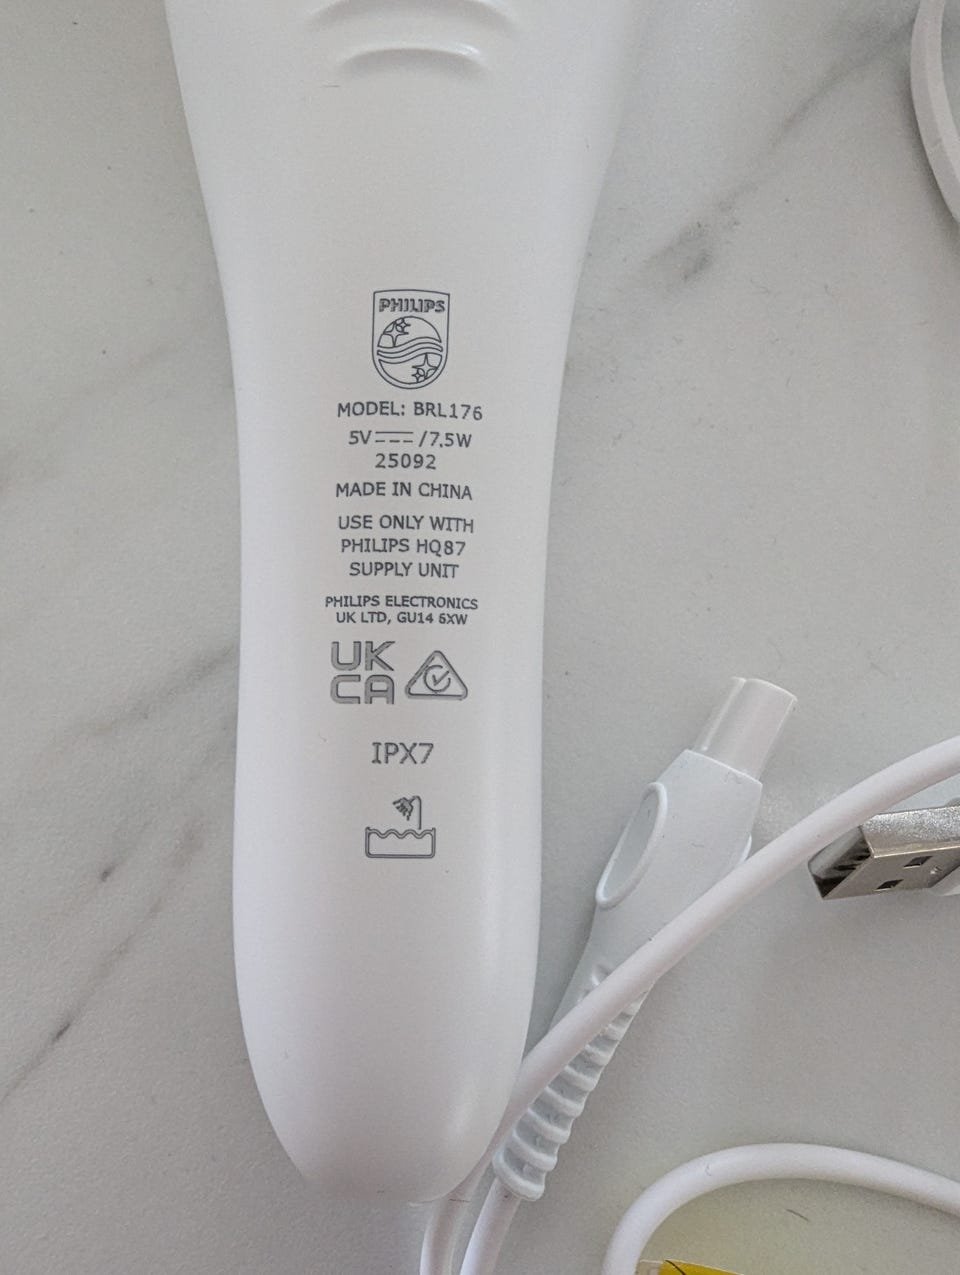 PHILIPS
MODEL: BRL176
5V⎓/7.5W
25092
MADE IN CHINA
USE ONLY WITH
PHILIPS HQ87
SUPPLY UNIT
PHILIPS ELECTRONICS
UK LTD, GU14 6XW
UK
CA
IPX7